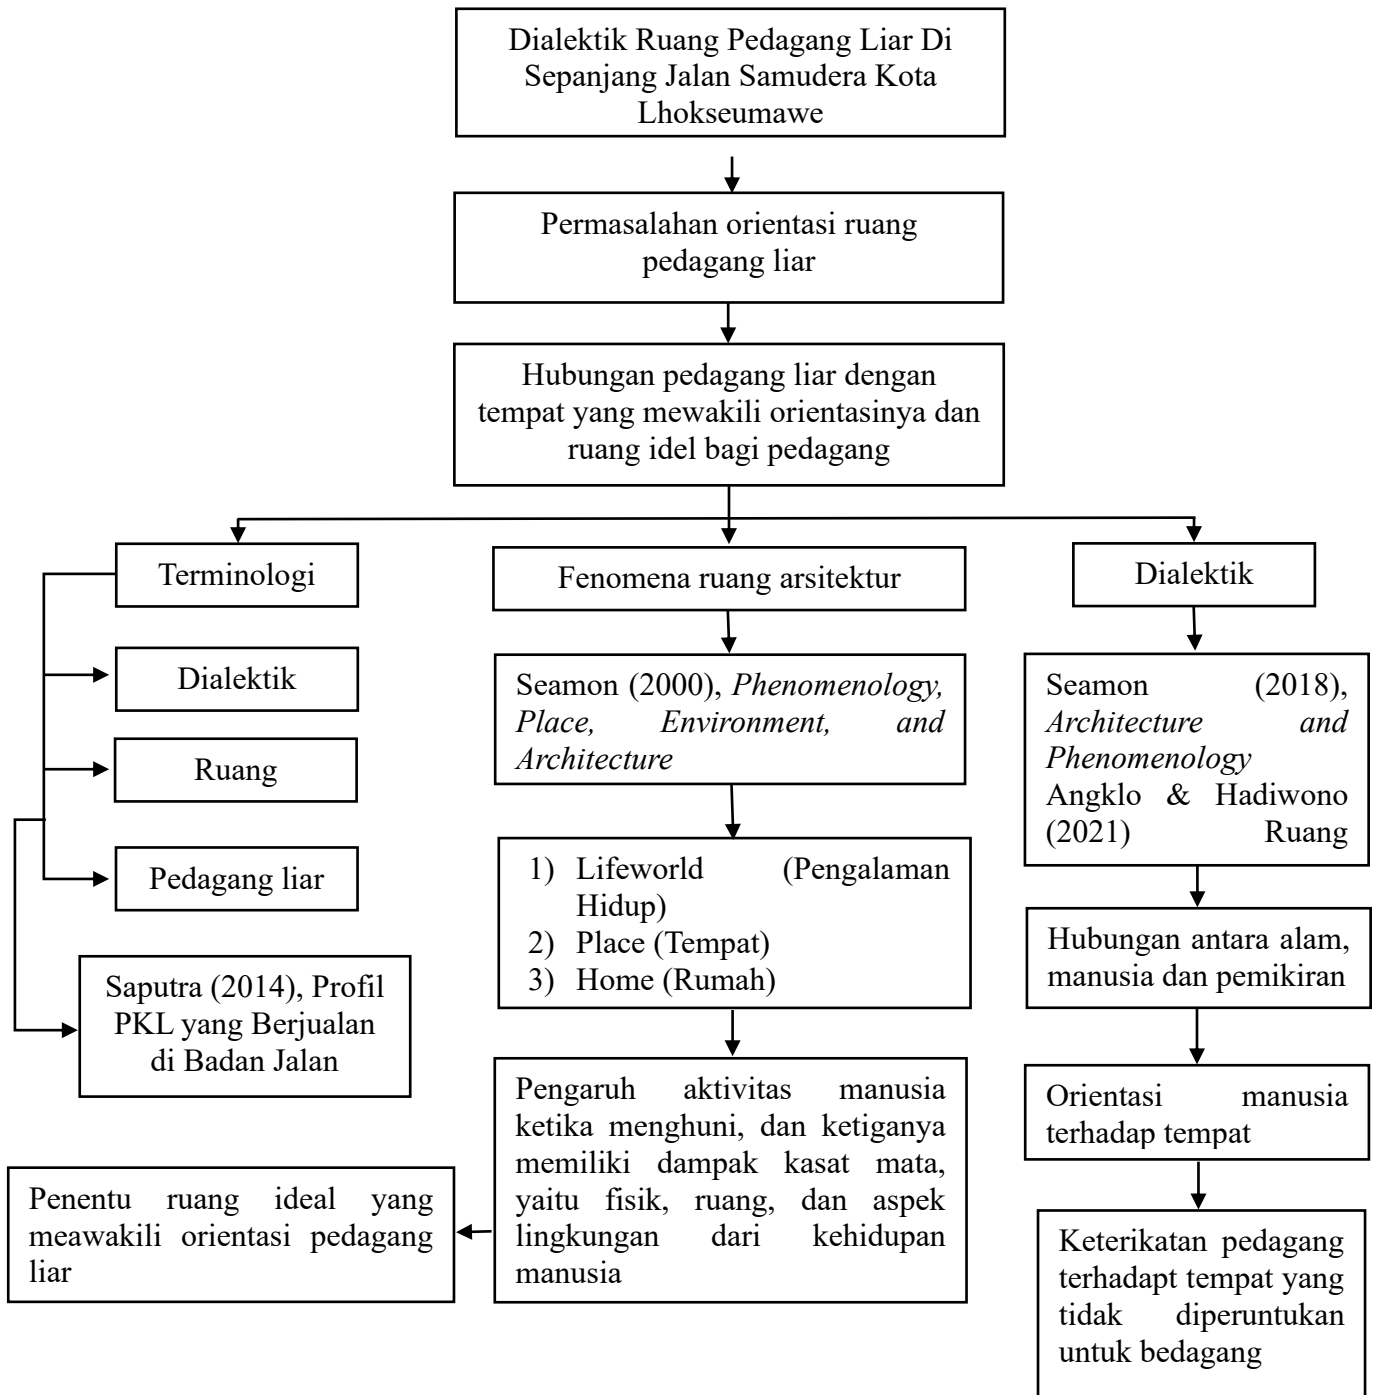 Dialektik Ruang Pedagang Liar Di
Sepanjang Jalan Samudera Kota
Lhokseumawe
Permasalahan orientasi ruang
pedagang liar
Hubungan pedagang liar dengan
tempat yang mewakili orientasinya dan
ruang idel bagi pedagang
Terminologi
Dialektik
Ruang
Pedagang liar
Saputra (2014), Profil
PKL yang Berjualan
di Badan Jalan
Fenomena ruang arsitektur
Seamon (2000), Phenomenology,
Place, Environment, and
Architecture
1) Lifeworld (Pengalaman
Hidup)
2) Place (Tempat)
3) Home (Rumah)
Pengaruh aktivitas manusia
ketika menghuni, dan ketiganya
memiliki dampak kasat mata,
yaitu fisik, ruang, dan aspek
lingkungan dari kehidupan
manusia
Penentu ruang ideal yang
meawakili orientasi pedagang
liar
Dialektik
Seamon (2018),
Architecture and
Phenomenology
Angklo & Hadiwono
(2021) Ruang
Hubungan antara alam,
manusia dan pemikiran
Orientasi manusia
terhadap tempat
Keterikatan pedagang
terhadapt tempat yang
tidak diperuntukan
untuk bedagang